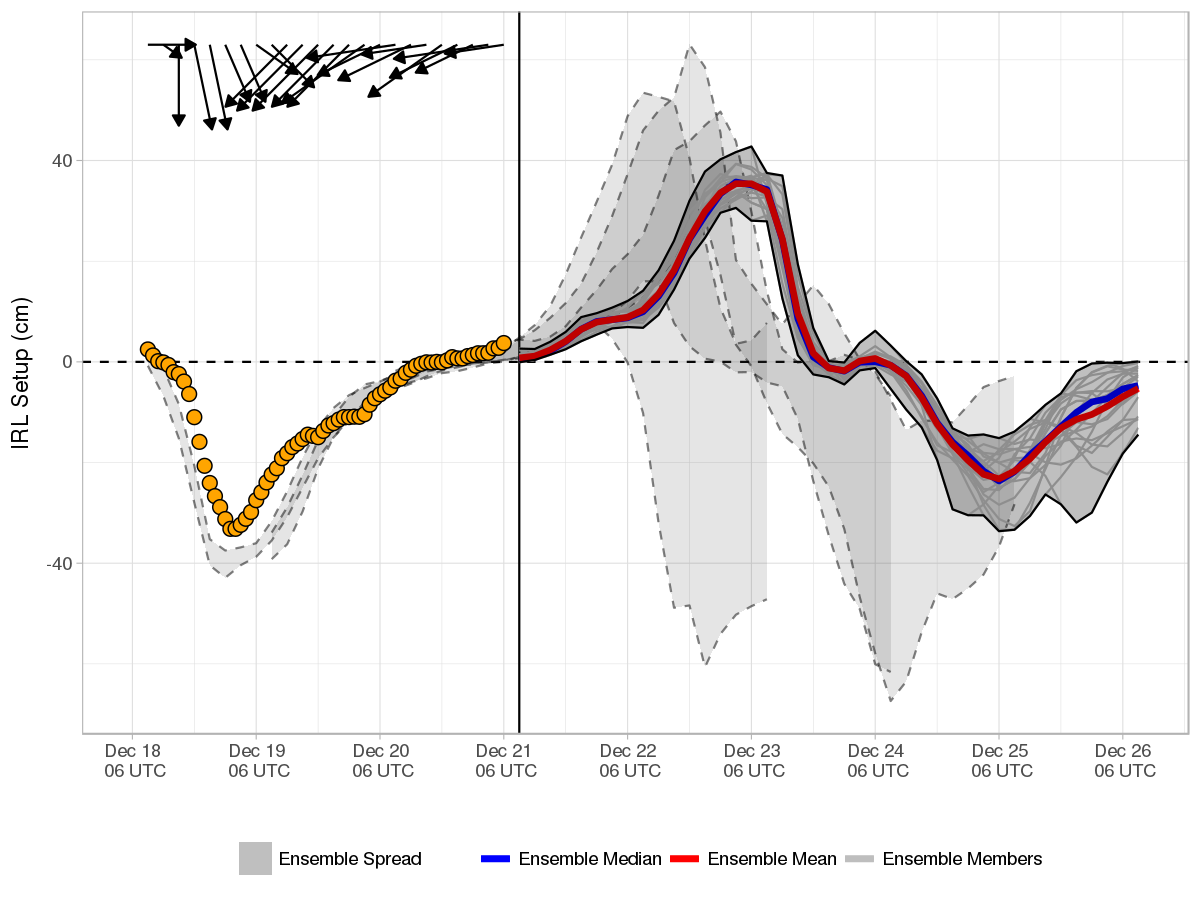 IRL Setup (cm)
40
0
-40
Dec 18 Dec 19 Dec 20 Dec 21 Dec 22 Dec 23 Dec 24 Dec 25 Dec 26
06 UTC 06 UTC 06 UTC 06 UTC 06 UTC 06 UTC 06 UTC 06 UTC 06 UTC
Ensemble Spread Ensemble Median Ensemble Mean Ensemble Members